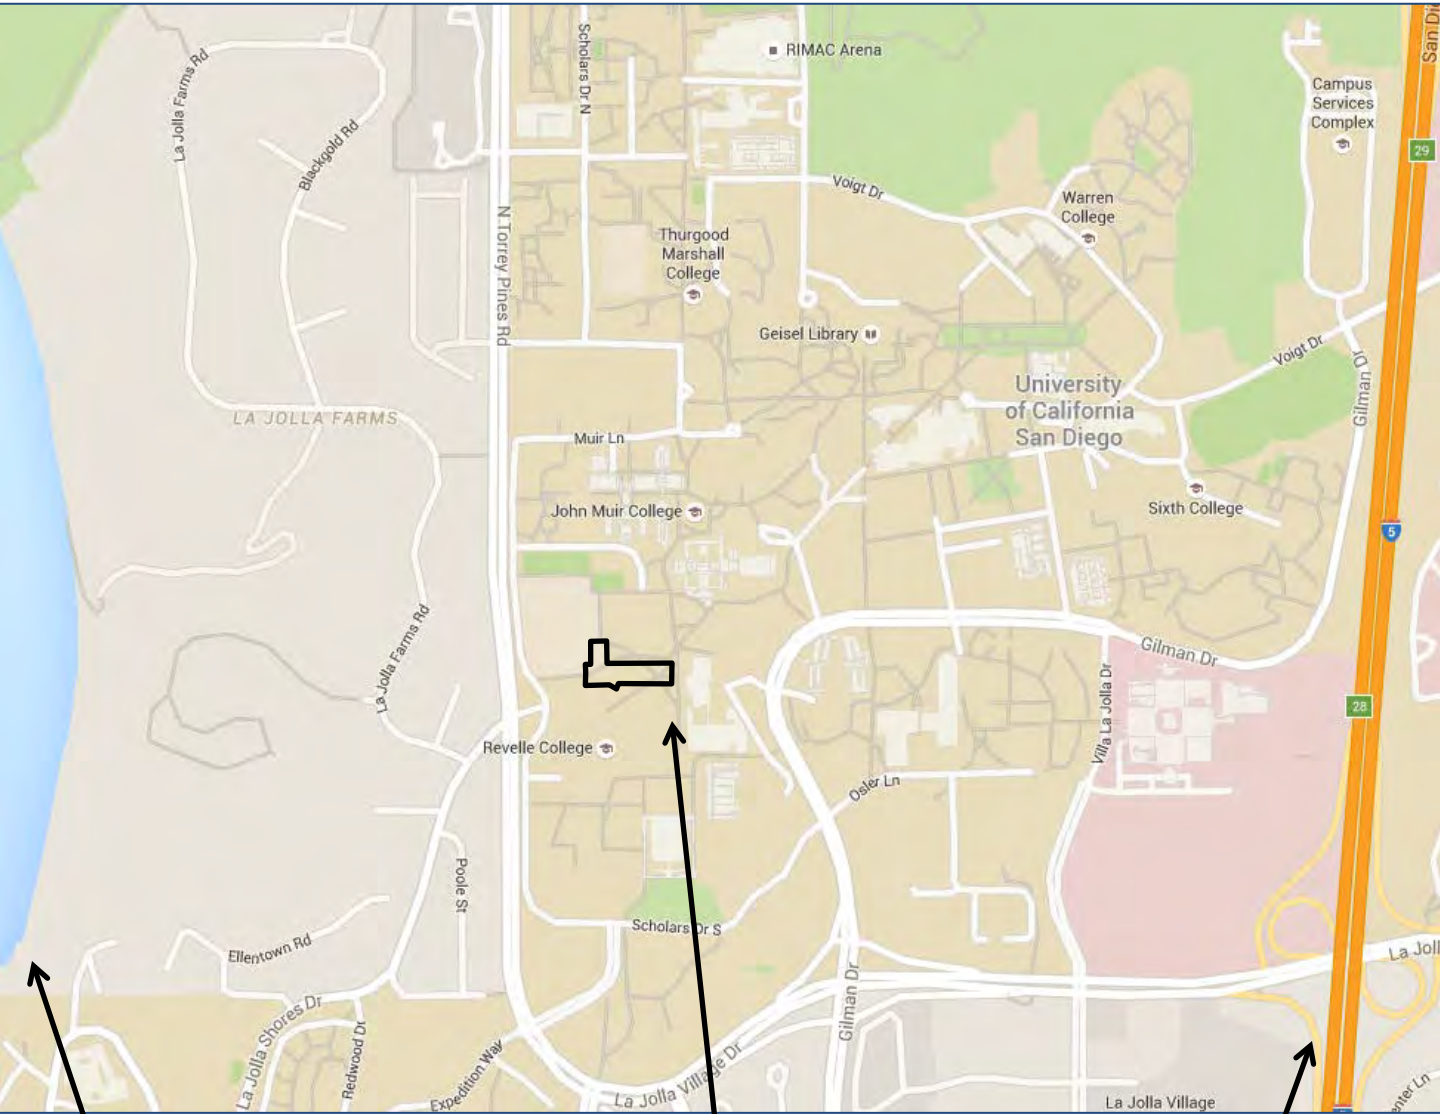 San Di
RIMAC Arena
Scholars Dr N
La Jolla Farms Rd
Campus
Services
Complex
Blackgold Rd
29
Voigt Dr
Warren
College
Thurgood
Marshall
College
N Torrey Pines Rd
Geisel Library
Voigt Dr
Gilman Dr
University
of California
San Diego
LA JOLLA FARMS
Muir Ln
John Muir College
Sixth College
5
La Jolla Farms Rd
Gilman Dr
Villa La Jolla Dr
28
Revelle College
Osler Ln
Poole St
Scholars Dr S
Ellentown Rd
La Joll
La Jolla Shores Dr
Redwood Dr
Gilman Dr
Expedition Way
La Jolla Village Dr
La Jolla Village
enter Ln